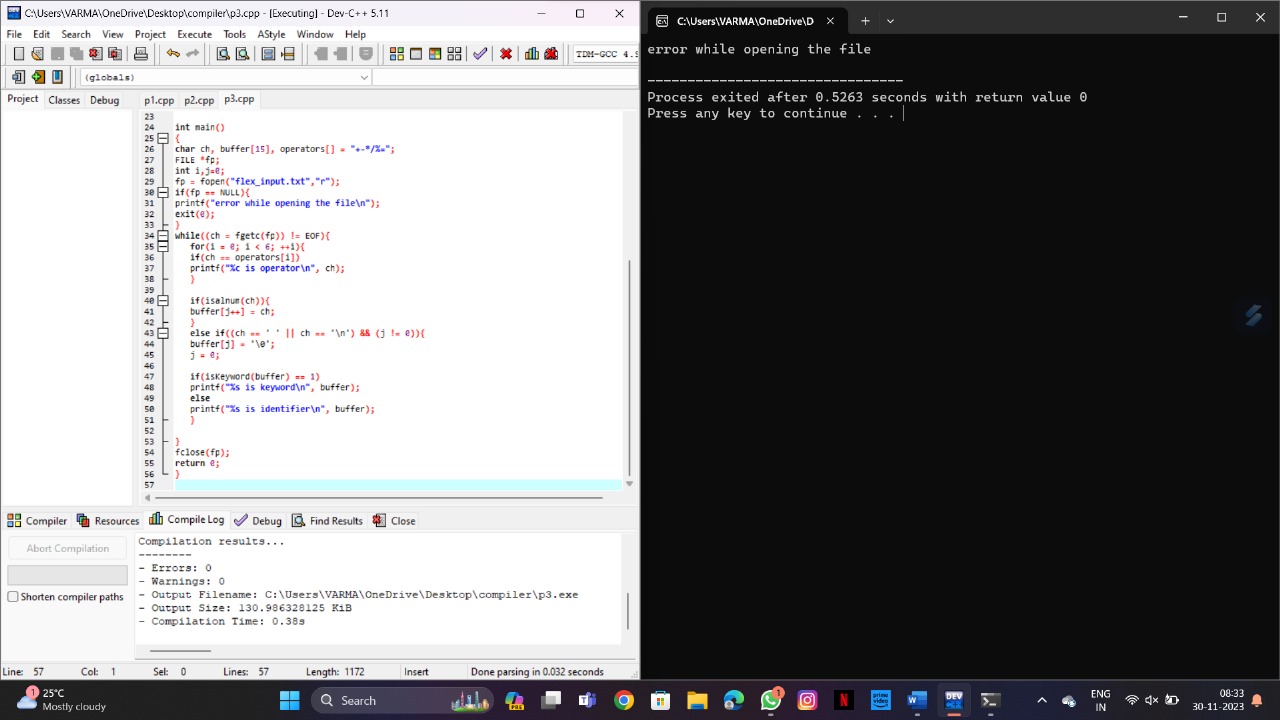 C:\Users\VARMA\OneDrive\Desktop\compiler\p3.cpp - [Executing] - Dev-C++ 5.11
File Edit Search View Project Execute Tools AStyle Window Help
TDM-GCC 4.9
(globals)
Project Classes Debug
p1.cpp p2.cpp p3.cpp
23
24 int main()
25 {
26 char ch, buffer[15], operators[] = "+-*/%=";
27 FILE *fp;
28 int i,j=0;
29 fp = fopen("flex_input.txt","r");
30 if(fp == NULL){
31 printf("error while opening the file\n");
32 exit(0);
33 }
34 while((ch = fgetc(fp)) != EOF){
35 for(i = 0; i < 6; ++i){
36 if(ch == operators[i])
37 printf("%c is operator\n", ch);
38 }
39
40 if(isalnum(ch)){
41 buffer[j++] = ch;
42 }
43 else if((ch == ' ' || ch == '\n') && (j != 0)){
44 buffer[j] = '\0';
45 j = 0;
46
47 if(isKeyword(buffer) == 1)
48 printf("%s is keyword\n", buffer);
49 else
50 printf("%s is identifier\n", buffer);
51 }
52
53 }
54 fclose(fp);
55 return 0;
56 }
57
Compiler Resources Compile Log Debug Find Results Close
Abort Compilation
Shorten compiler paths
Compilation results...
--------
- Errors: 0
- Warnings: 0
- Output Filename: C:\Users\VARMA\OneDrive\Desktop\compiler\p3.exe
- Output Size: 130.986328125 KiB
- Compilation Time: 0.38s
Line: 57 Col: 1 Sel: 0 Lines: 57 Length: 1172 Insert Done parsing in 0.032 seconds
C:\Users\VARMA\OneDrive\D
error while opening the file
--------------------------------
Process exited after 0.5263 seconds with return value 0
Press any key to continue . . .
1
25°C
Mostly cloudy
Search
PRE
1
N
prime video
W
DEV C++
ENG
IN
08:33
30-11-2023